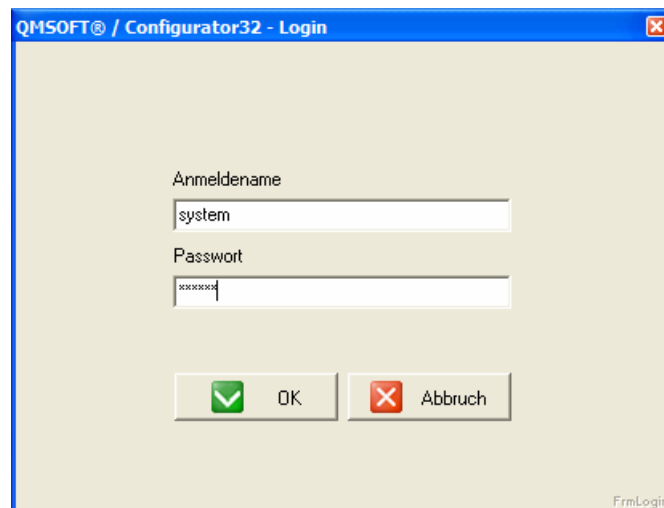 QMSOFT® / Configurator32 - Login
Anmeldename
system
Passwort
××××××
OK
Abbruch
FrmLogin